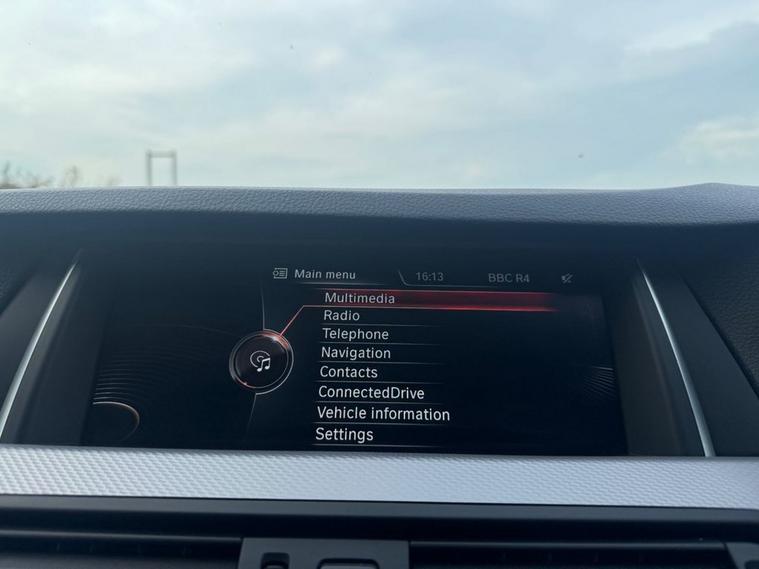 Main menu 16:13 BBC R4
Multimedia
Radio
Telephone
Navigation
Contacts
ConnectedDrive
Vehicle information
Settings